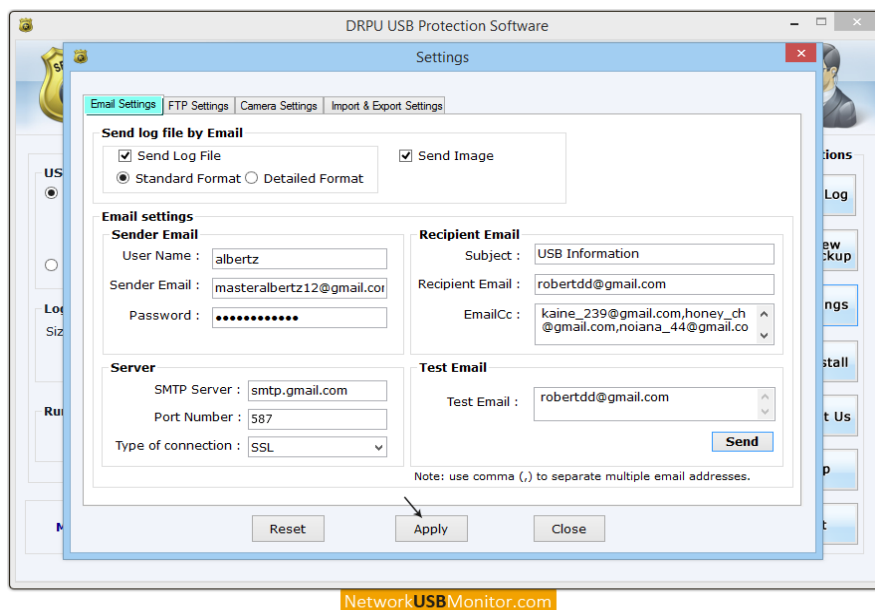 DRPU USB Protection Software
Settings
Email Settings
FTP Settings
Camera Settings
Import & Export Settings
Send log file by Email
Send Log File
Send Image
Standard Format
Detailed Format
Email settings
Sender Email
User Name :
albertz
Sender Email :
masteralbertz12@gmail.cor
Password :
••••••••••••
Recipient Email
Subject :
USB Information
Recipient Email :
robertdd@gmail.com
EmailCc :
kaine_239@gmail.com,honey_ch
@gmail.com,noiana_44@gmail.co
Server
SMTP Server :
smtp.gmail.com
Port Number :
587
Type of connection :
SSL
Test Email
Test Email :
robertdd@gmail.com
Send
Note: use comma (,) to separate multiple email addresses.
Reset
Apply
Close
US
Siz
Log
ngs
t Us
NetworkUSBMonitor.com